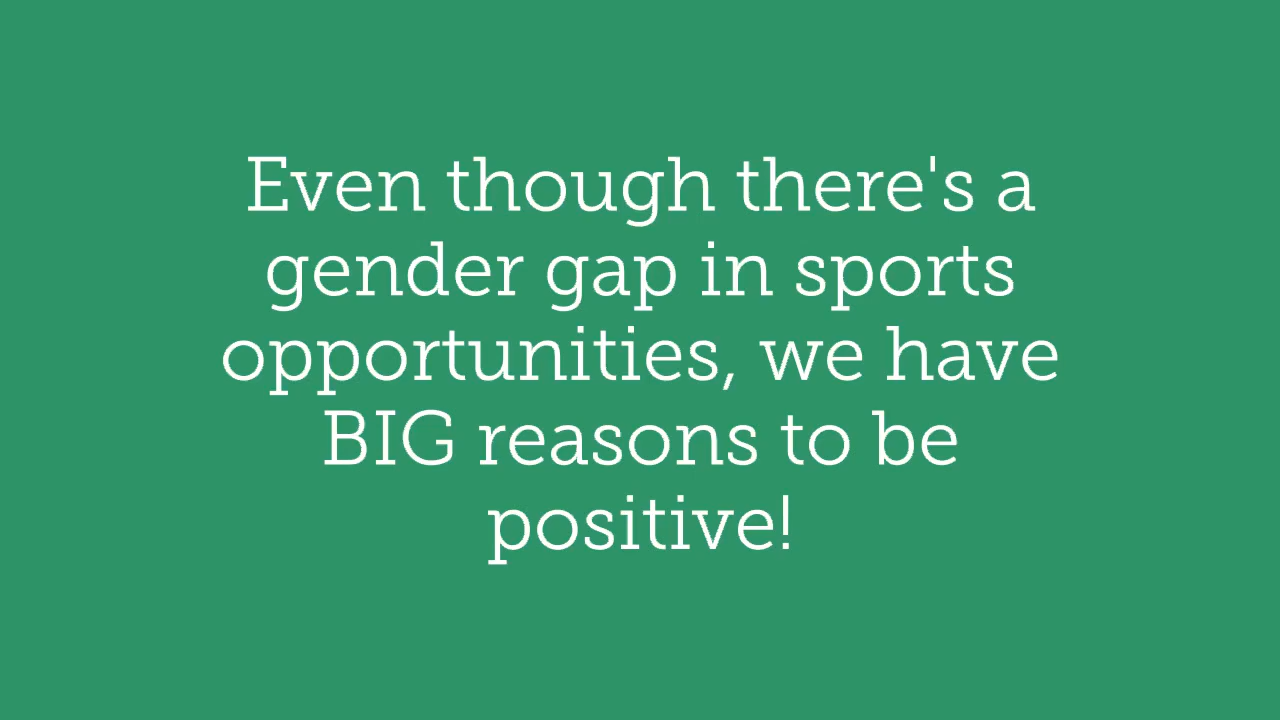 Even though there's a
gender gap in sports
opportunities, we have
BIG reasons to be
positive!